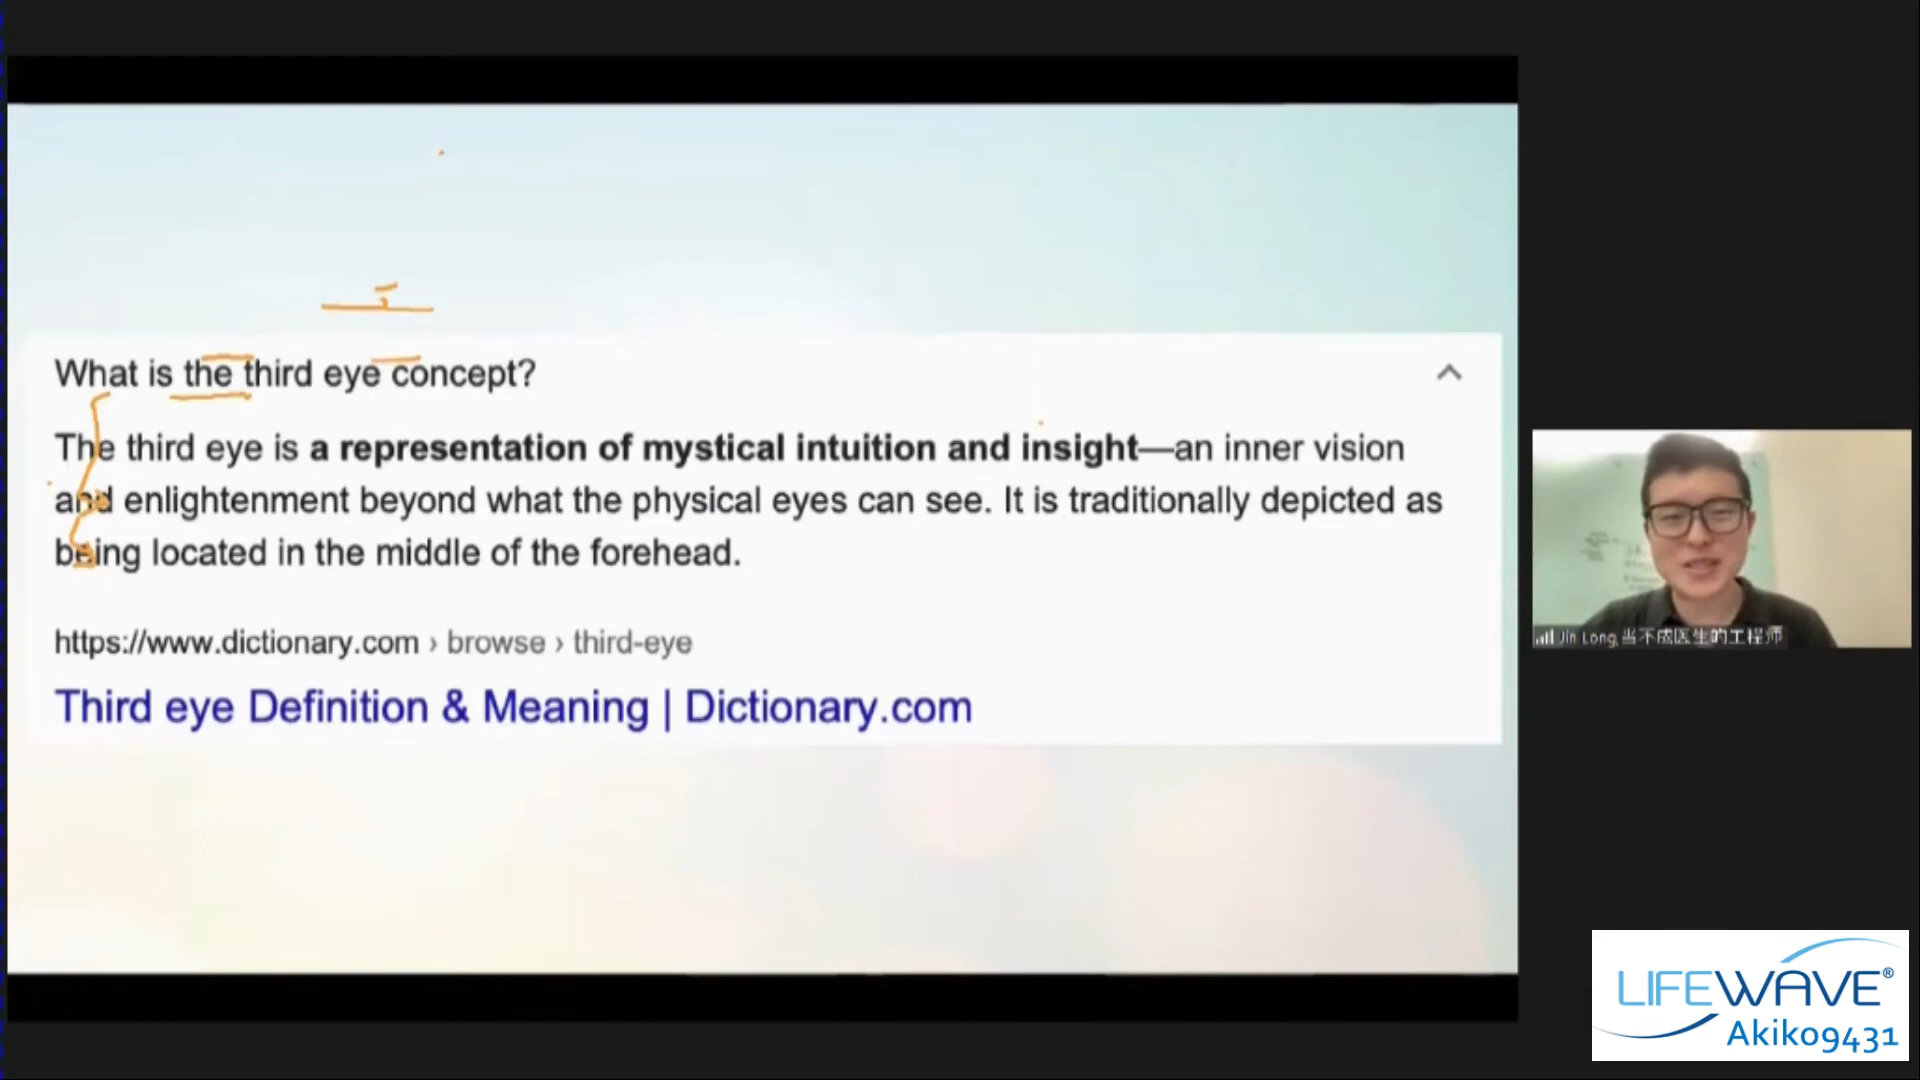 What is the third eye concept?
The third eye is a representation of mystical intuition and insight—an inner vision
and enlightenment beyond what the physical eyes can see. It is traditionally depicted as
being located in the middle of the forehead.
https://www.dictionary.com › browse › third-eye
Third eye Definition & Meaning | Dictionary.com
Jin Long,当不成医生的工程师
LIFEWAVE®
Akiko9431